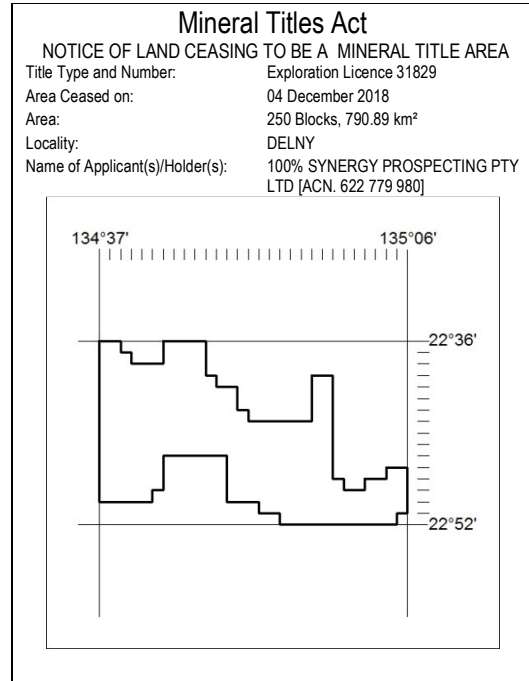 Mineral Titles Act
NOTICE OF LAND CEASING TO BE A MINERAL TITLE AREA
Title Type and Number: Exploration Licence 31829
Area Ceased on: 04 December 2018
Area: 250 Blocks, 790.89 km²
Locality: DELNY
Name of Applicant(s)/Holder(s): 100% SYNERGY PROSPECTING PTY
LTD [ACN. 622 779 980]
134°37' 135°06'
22°36'
22°52'